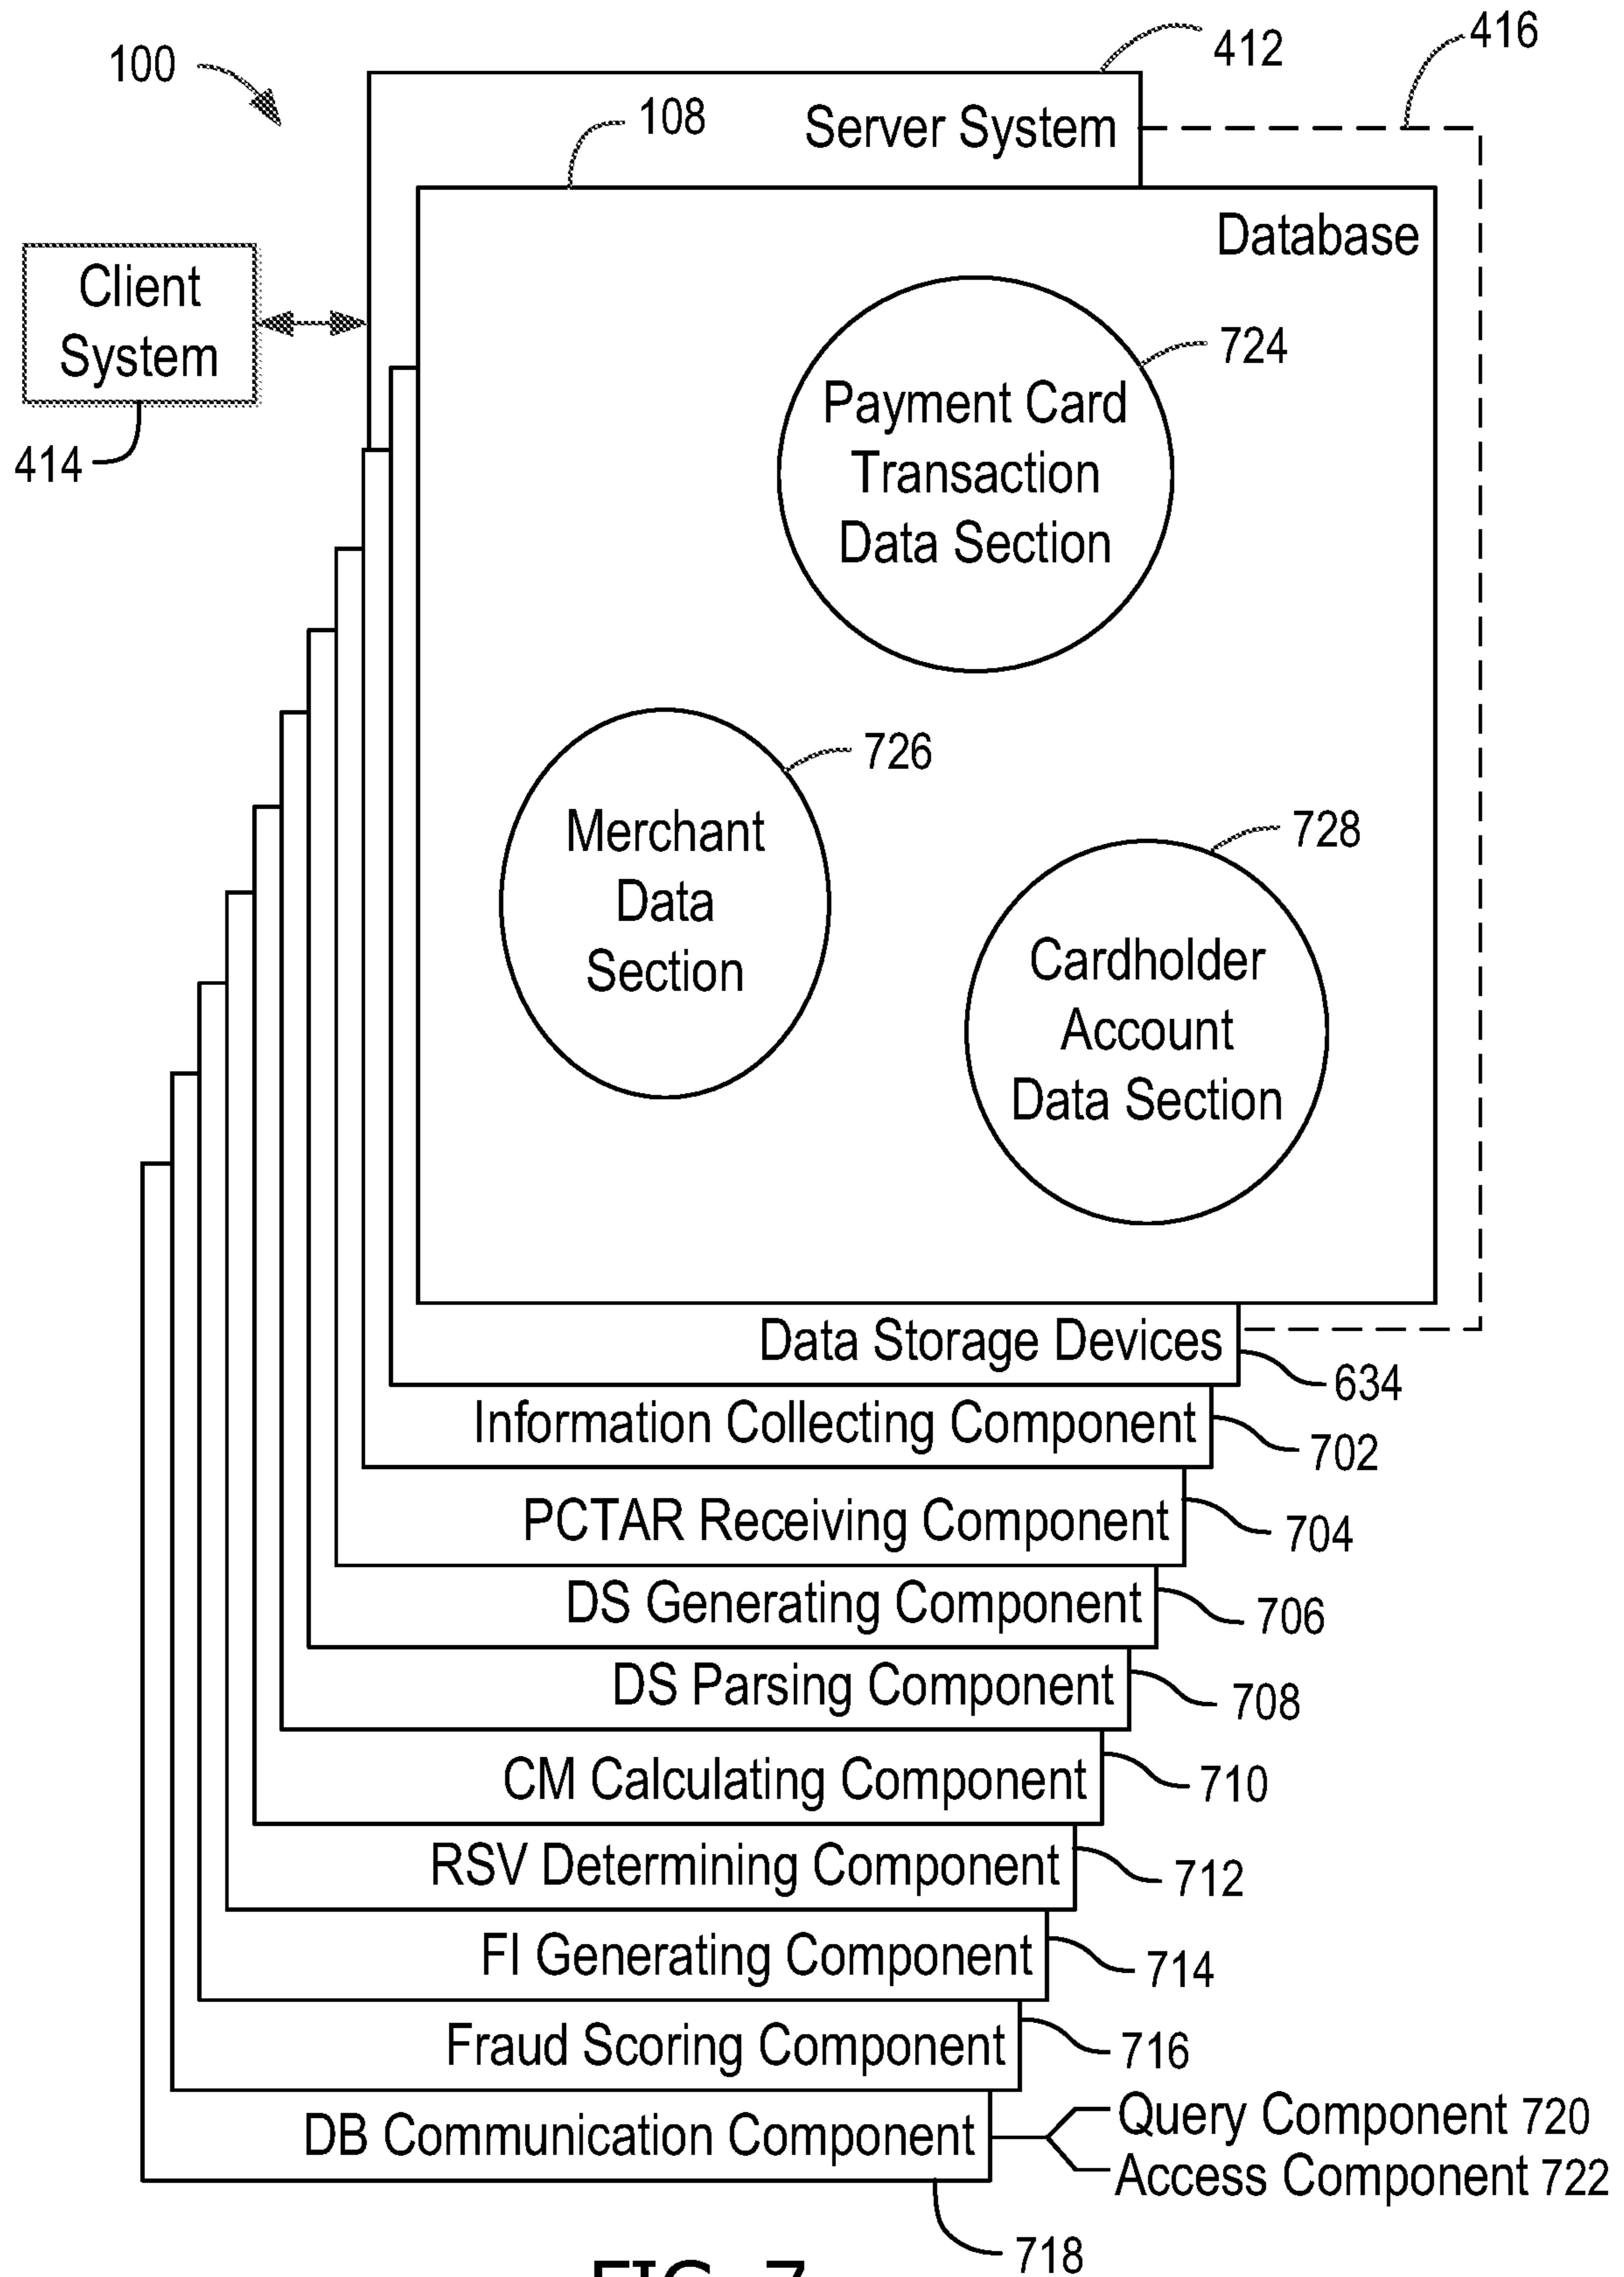 100
412
416
108
Server System
Database
Client
System
414
724
Payment Card
Transaction
Data Section
726
Merchant
Data
Section
728
Cardholder
Account
Data Section
Data Storage Devices
634
Information Collecting Component
702
PCTAR Receiving Component
704
DS Generating Component
706
DS Parsing Component
708
CM Calculating Component
710
RSV Determining Component
712
FI Generating Component
714
Fraud Scoring Component
716
DB Communication Component
Query Component 720
Access Component 722
718
FIG. 7